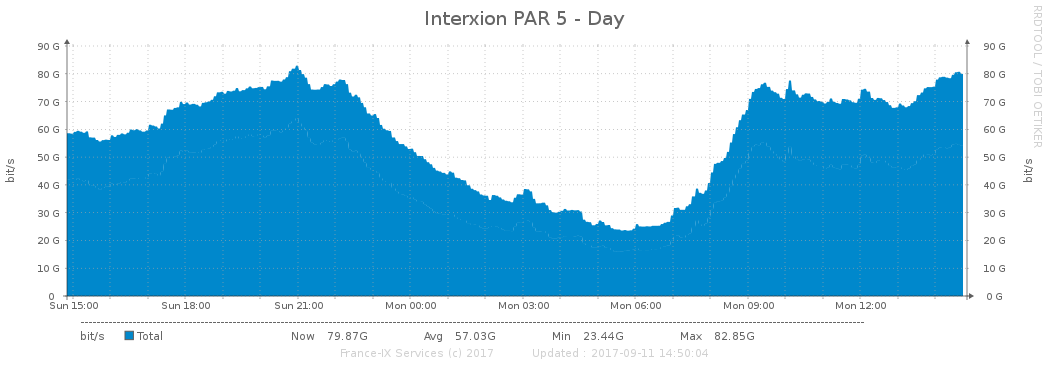 Interxion PAR 5 - Day
RRDTOOL / TOBI OETIKER
bit/s
bit/s
90 G 90 G
80 G 80 G
70 G 70 G
60 G 60 G
50 G 50 G
40 G 40 G
30 G 30 G
20 G 20 G
10 G 10 G
0 0 G
Sun 15:00 Sun 18:00 Sun 21:00 Mon 00:00 Mon 03:00 Mon 06:00 Mon 09:00 Mon 12:00
bit/s Total Now 79.87G Avg 57.03G Min 23.44G Max 82.85G
France-IX Services (c) 2017 Updated : 2017-09-11 14:50:04